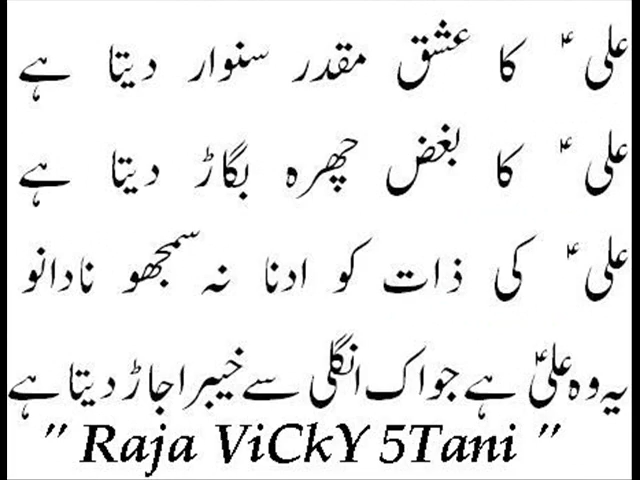 علیؑ کا عشق مقدر سنوار دیتا ہے
علیؑ کا بغض چہرہ بگاڑ دیتا ہے
علیؑ کی ذات کو ادنا نہ سمجھو نادانو
یہ وہ علیؑ ہے جو اک انگلی سے خیبر اجاڑ دیتا ہے
" Raja ViCkY 5Tani "